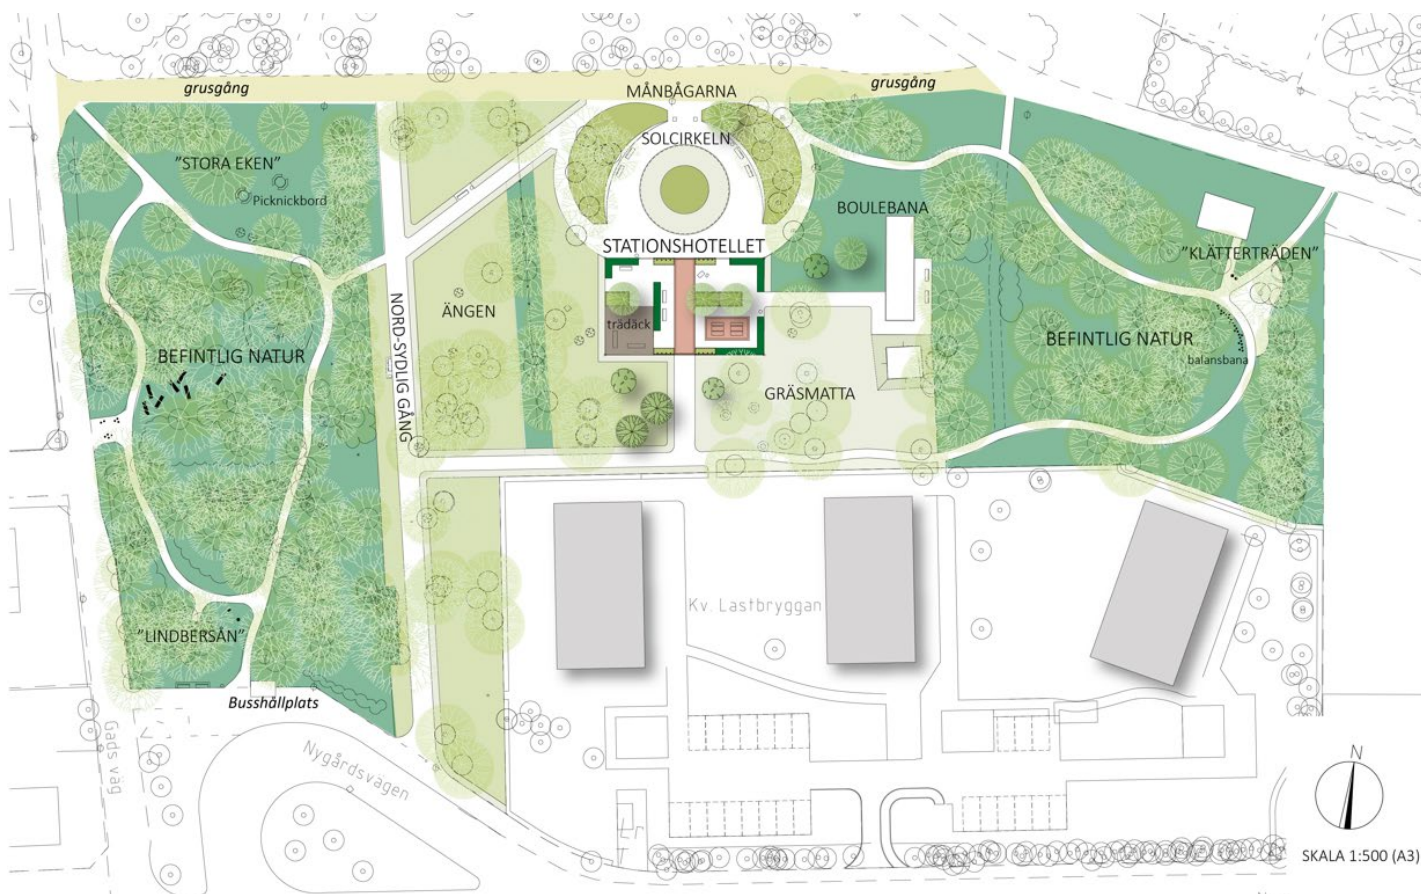 grusgång
MÅNBÅGARNA
grusgång
SOLCIRKELN
"STORA EKEN"
Picknickbord
BOULEBANA
STATIONSHOTELLET
"KLÄTTERTRÄDEN"
NORD-SYDLIG GÅNG
ÄNGEN
trädäck
BEFINTLIG NATUR
BEFINTLIG NATUR
balansbana
GRÄSMATTA
Kv. Lastbryggan
"LINDBERSÅN"
Busshållplats
Gads väg
Nygårdsvägen
N
SKALA 1:500 (A3)